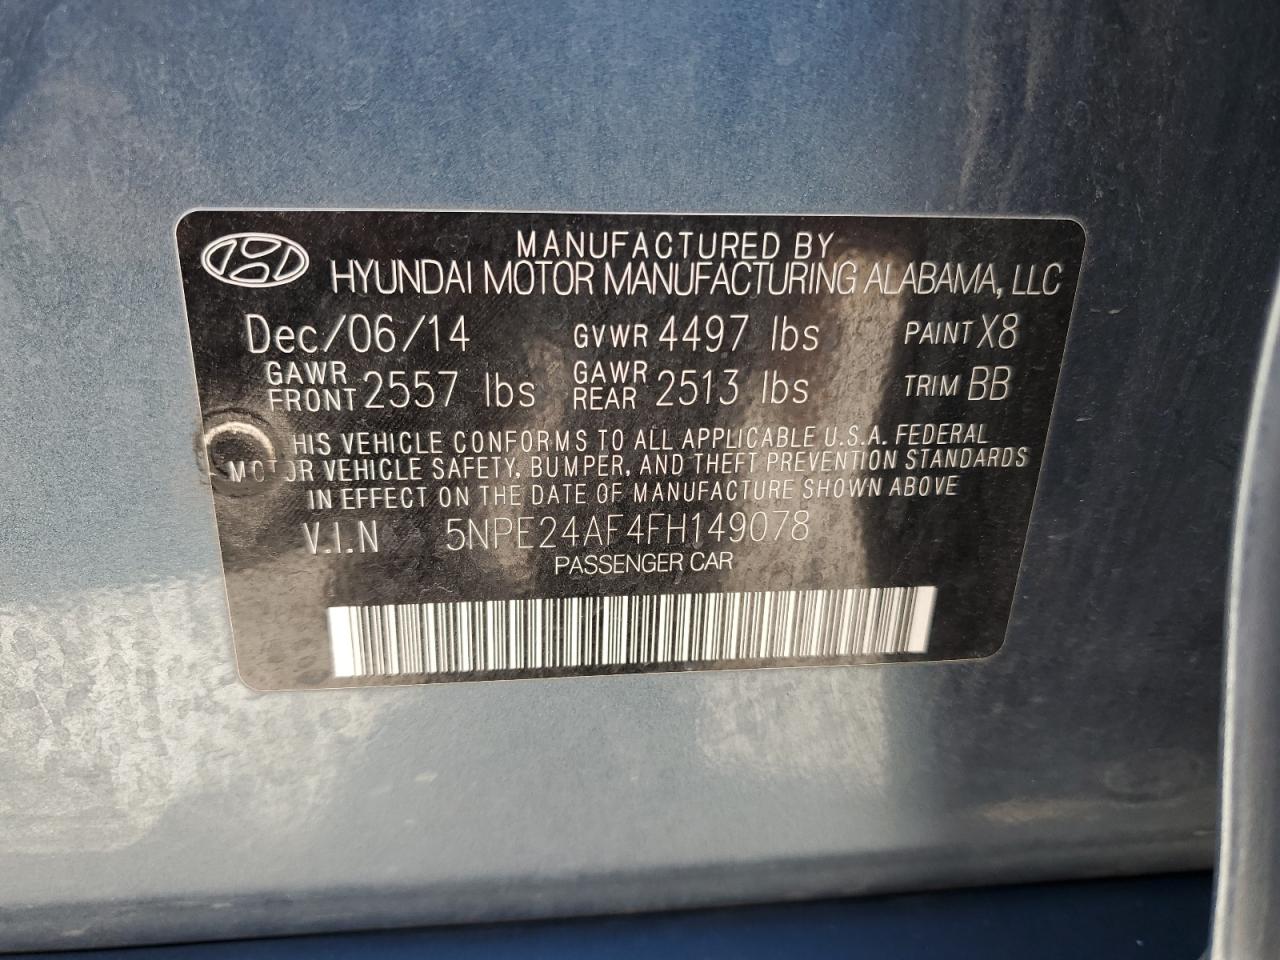 MANUFACTURED BY
HYUNDAI MOTOR MANUFACTURING ALABAMA, LLC
Dec/06/14 GVWR 4497 lbs PAINT X8
GAWR FRONT 2557 lbs GAWR REAR 2513 lbs TRIM BB
HIS VEHICLE CONFORMS TO ALL APPLICABLE U.S.A. FEDERAL
MOTOR VEHICLE SAFETY, BUMPER, AND THEFT PREVENTION STANDARDS
IN EFFECT ON THE DATE OF MANUFACTURE SHOWN ABOVE
V.I.N 5NPE24AF4FH149078
PASSENGER CAR